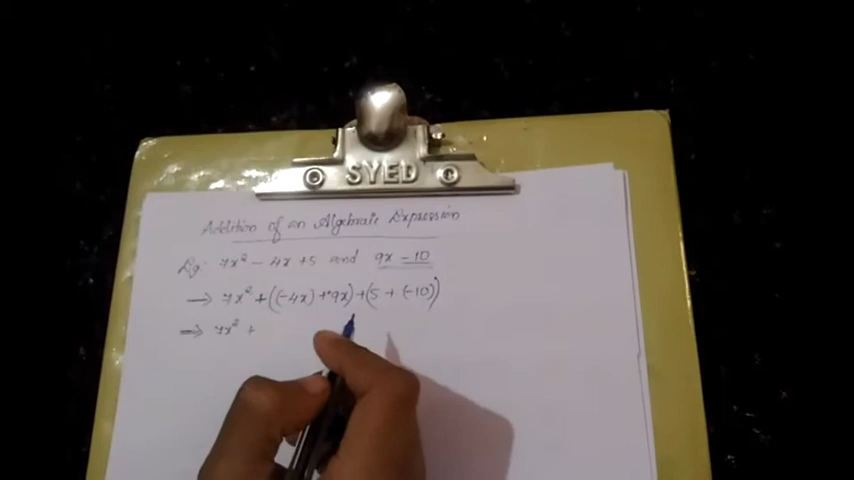 SYED
Addition of an Algebraic Expression
Eg: 7x² - 4x + 5 and 9x - 10
→ 7x² + ((-4x) + 9x) + (5 + (-10))
⇒ 7x² +